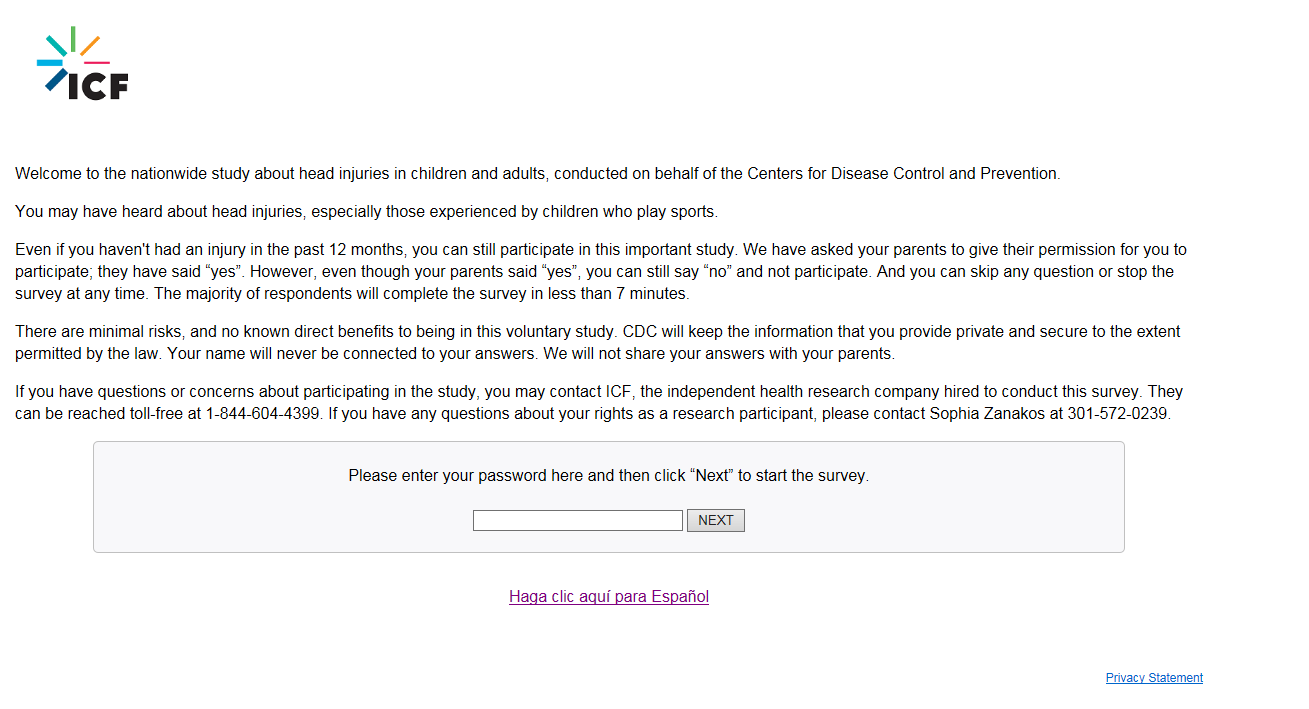 ICF
Welcome to the nationwide study about head injuries in children and adults, conducted on behalf of the Centers for Disease Control and Prevention.
You may have heard about head injuries, especially those experienced by children who play sports.
Even if you haven't had an injury in the past 12 months, you can still participate in this important study. We have asked your parents to give their permission for you to
participate; they have said “yes”. However, even though your parents said “yes”, you can still say “no” and not participate. And you can skip any question or stop the
survey at any time. The majority of respondents will complete the survey in less than 7 minutes.
There are minimal risks, and no known direct benefits to being in this voluntary study. CDC will keep the information that you provide private and secure to the extent
permitted by the law. Your name will never be connected to your answers. We will not share your answers with your parents.
If you have questions or concerns about participating in the study, you may contact ICF, the independent health research company hired to conduct this survey. They
can be reached toll-free at 1-844-604-4399. If you have any questions about your rights as a research participant, please contact Sophia Zanakos at 301-572-0239.
Please enter your password here and then click “Next” to start the survey.
NEXT
Haga clic aquí para Español
Privacy Statement